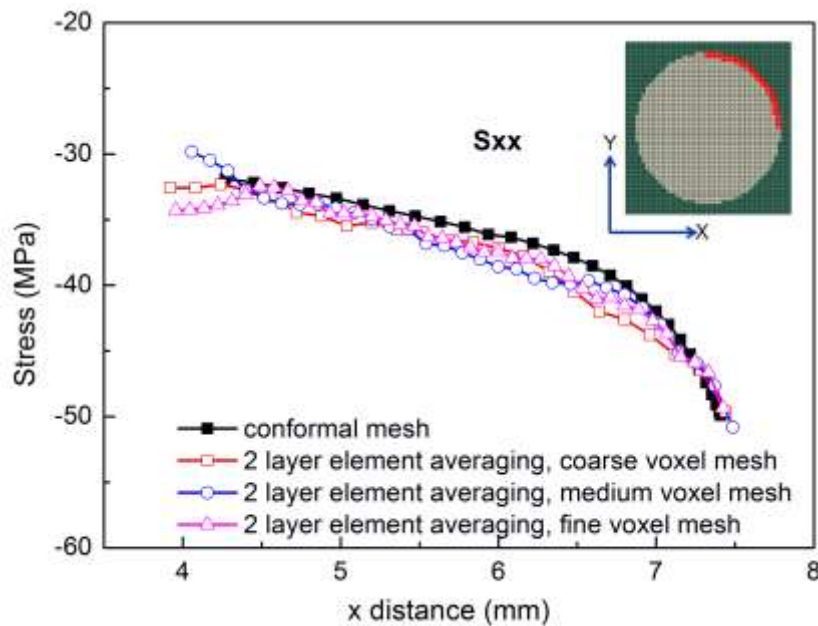 -20
-30
-40
-50
-60
Stress (MPa)
Sxx
Y
X
conformal mesh
2 layer element averaging, coarse voxel mesh
2 layer element averaging, medium voxel mesh
2 layer element averaging, fine voxel mesh
4 5 6 7 8
x distance (mm)